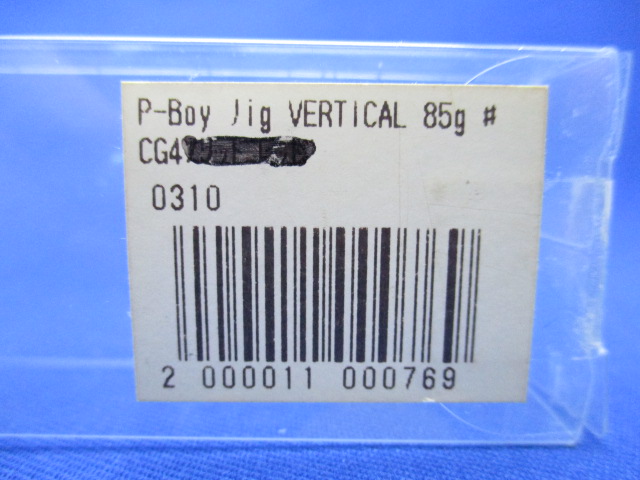 P-Boy Jig VERTICAL 85g #
CG4
0310
2 000011 000769